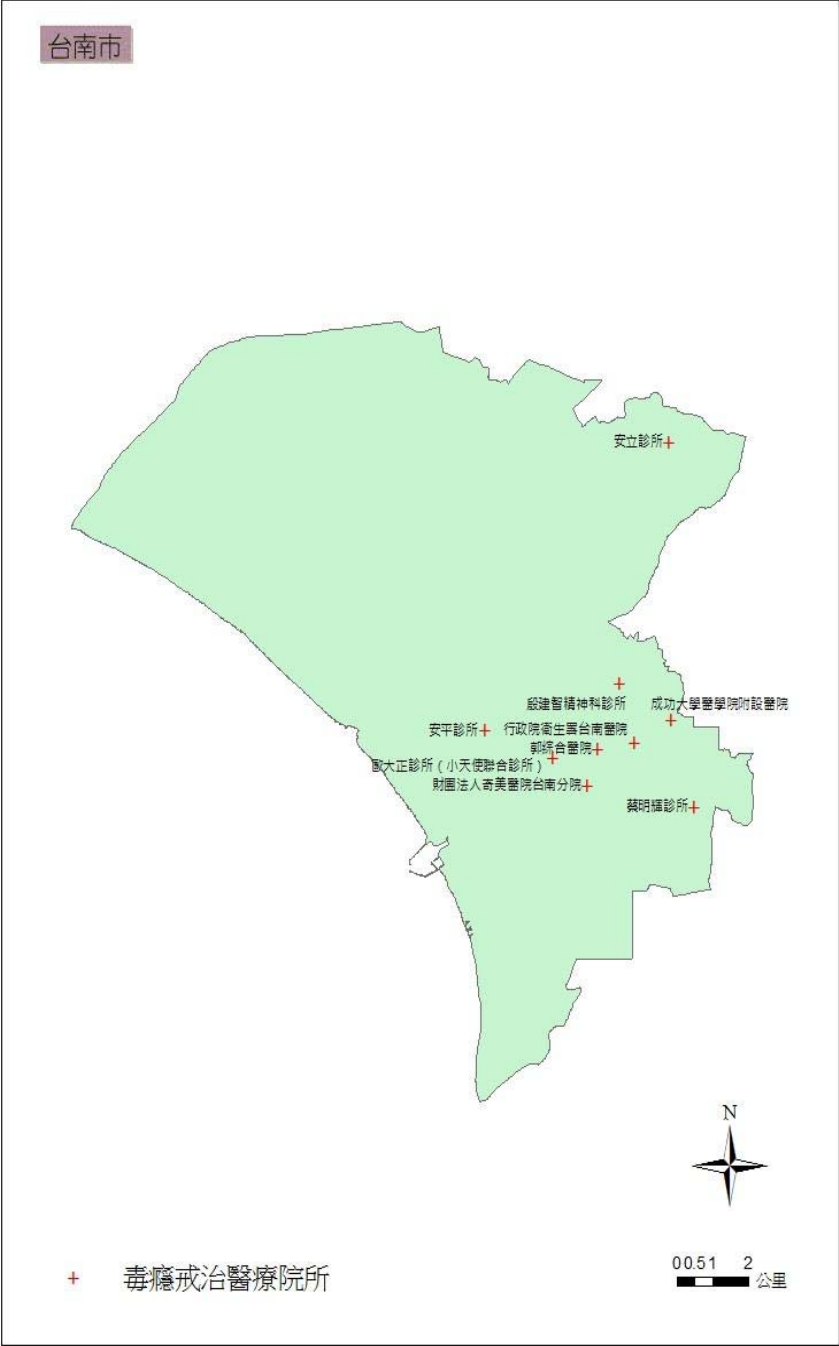 台南市
安立診所
殷建智精神科診所
成功大學醫學院附設醫院
安平診所
行政院衛生署台南醫院
郭綜合醫院
歐大正診所（小天使聯合診所）
財團法人奇美醫院台南分院
蔡明輝診所
N
毒癮戒治醫療院所
0 0.5 1 2
公里